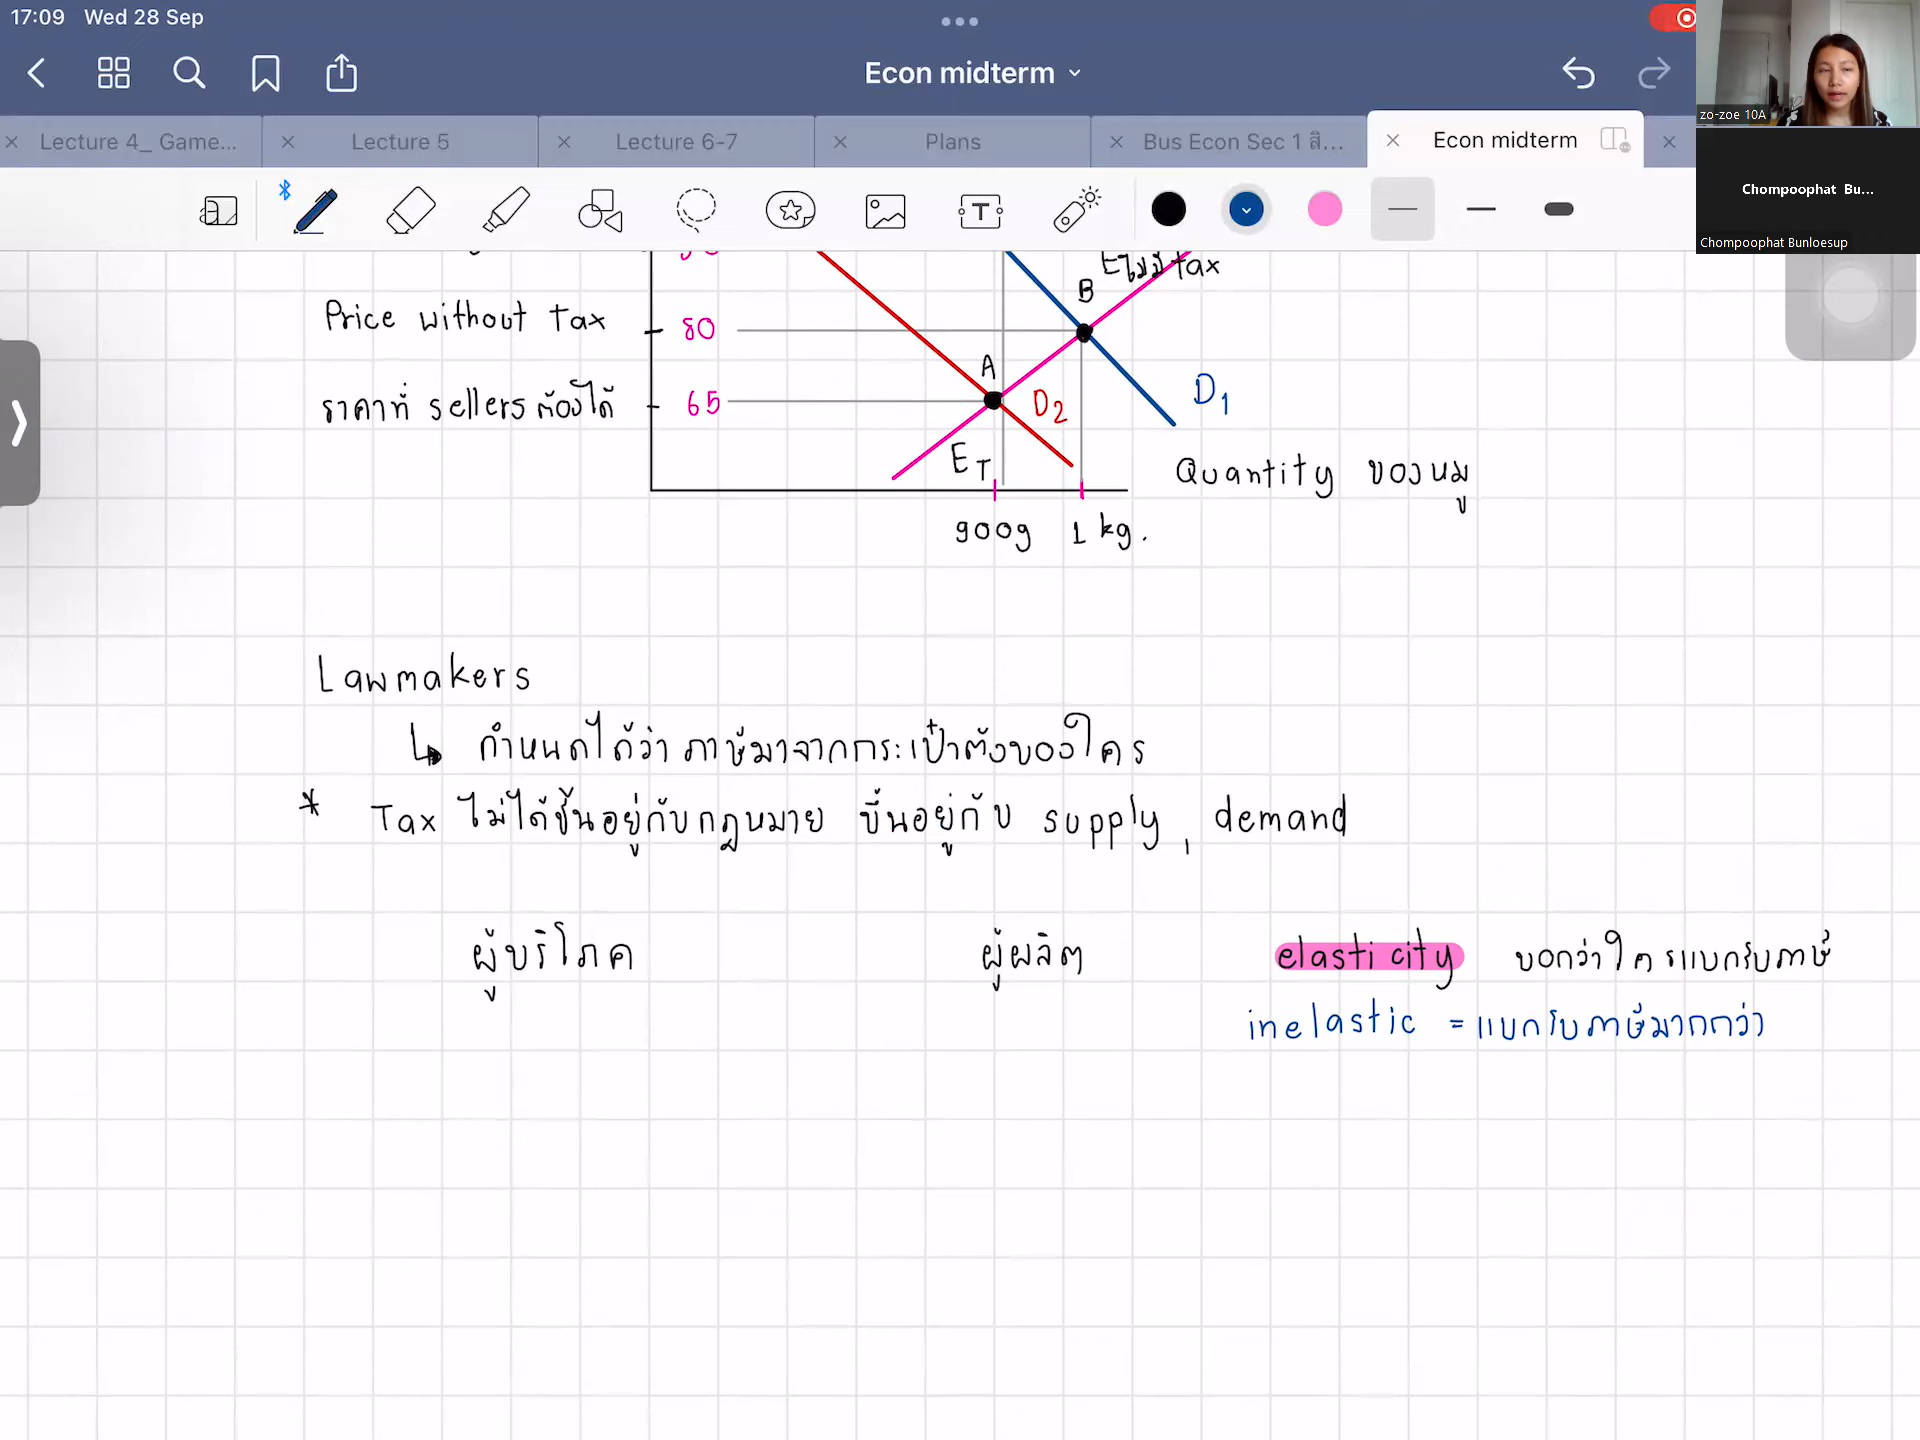 17:09 Wed 28 Sep
Econ midterm
Lecture 4_ Game...
Lecture 5
Lecture 6-7
Plans
Bus Econ Sec 1 สิ...
Econ midterm
zo-zoe 10A
Chompoophat Bu...
Chompoophat Bunloesup
Eไม่มี tax
B
Price without tax 80
A
ราคาที่ sellers ต้องได้ 65
D2
D1
ET
Quantity ของหมู
900g 1 kg.
Lawmakers
↳ กำหนดได้ว่า ภาษีมาจากกระเป๋าตังของใคร
* Tax ไม่ได้ขึ้นอยู่กับกฎหมาย ขึ้นอยู่กับ supply, demand
ผู้บริโภค ผู้ผลิต elasticity บอกว่าใครแบกรับภาษี
inelastic = แบกรับภาษีมากกว่า